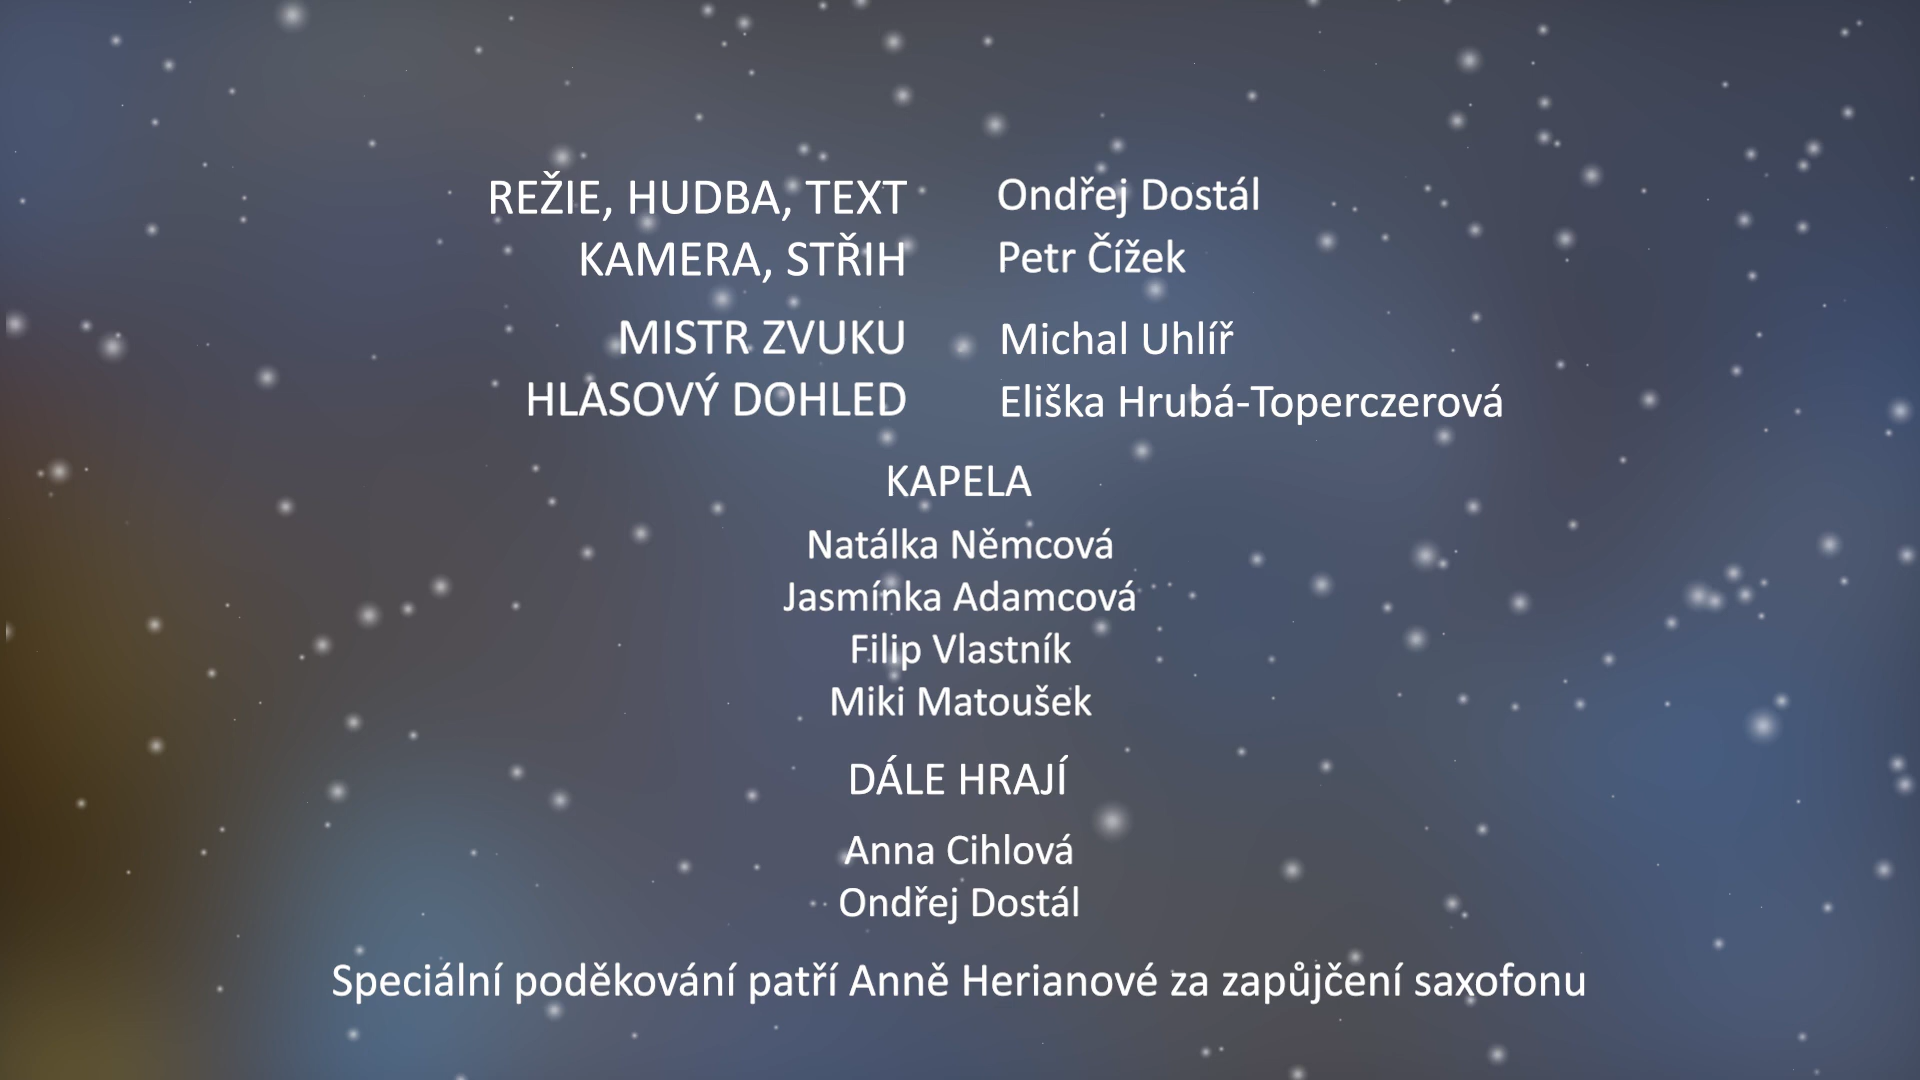 REŽIE, HUDBA, TEXT Ondřej Dostál
KAMERA, STŘIH Petr Čížek
MISTR ZVUKU Michal Uhlíř
HLASOVÝ DOHLED Eliška Hrubá-Toperczerová
KAPELA
Natálka Němcová
Jasmínka Adamcová
Filip Vlastník
Miki Matoušek
DÁLE HRAJÍ
Anna Cihlová
Ondřej Dostál
Speciální poděkování patří Anně Herianové za zapůjčení saxofonu